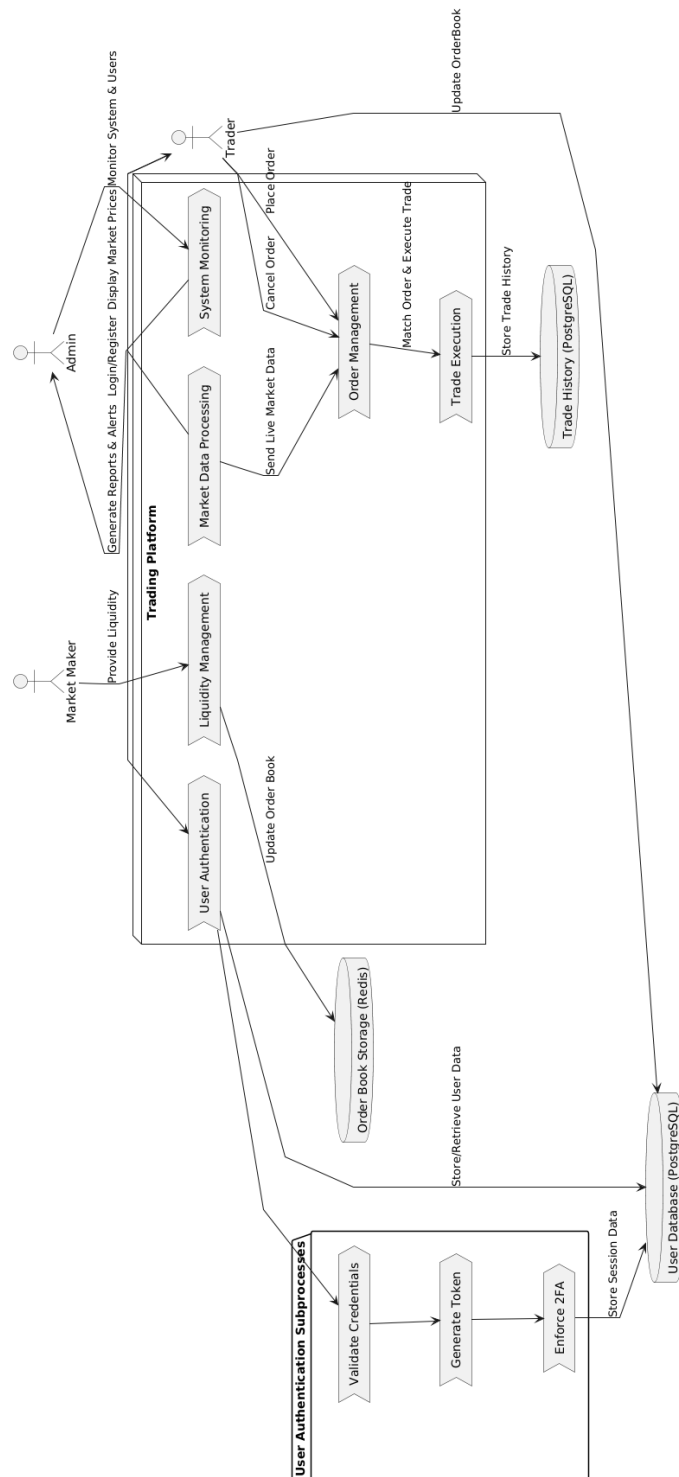 Admin
Market Maker
Trader
Monitor System & Users
Display Market Prices
Login/Register
Generate Reports & Alerts
Provide Liquidity
Update OrderBook
Trading Platform
System Monitoring
Market Data Processing
Liquidity Management
User Authentication
Place Order
Cancel Order
Send Live Market Data
Update Order Book
Order Management
Match Order & Execute Trade
Trade Execution
Store Trade History
Trade History (PostgreSQL)
Order Book Storage (Redis)
Store/Retrieve User Data
User Authentication Subprocesses
Validate Credentials
Generate Token
Enforce 2FA
Store Session Data
User Database (PostgreSQL)